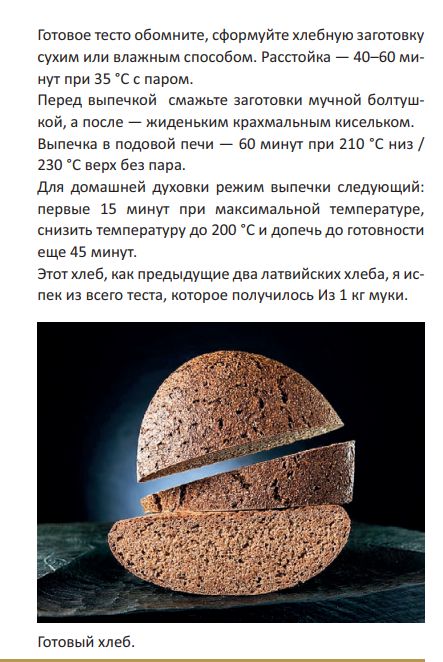 Готовое тесто обомните, сформуйте хлебную заготовку
сухим или влажным способом. Расстойка — 40–60 ми-
нут при 35 °С с паром.
Перед выпечкой смажьте заготовки мучной болтуш-
кой, а после — жиденьким крахмальным кисельком.
Выпечка в подовой печи — 60 минут при 210 °С низ /
230 °С верх без пара.
Для домашней духовки режим выпечки следующий:
первые 15 минут при максимальной температуре,
снизить температуру до 200 °С и допечь до готовности
еще 45 минут.
Этот хлеб, как предыдущие два латвийских хлеба, я ис-
пек из всего теста, которое получилось Из 1 кг муки.
Готовый хлеб.